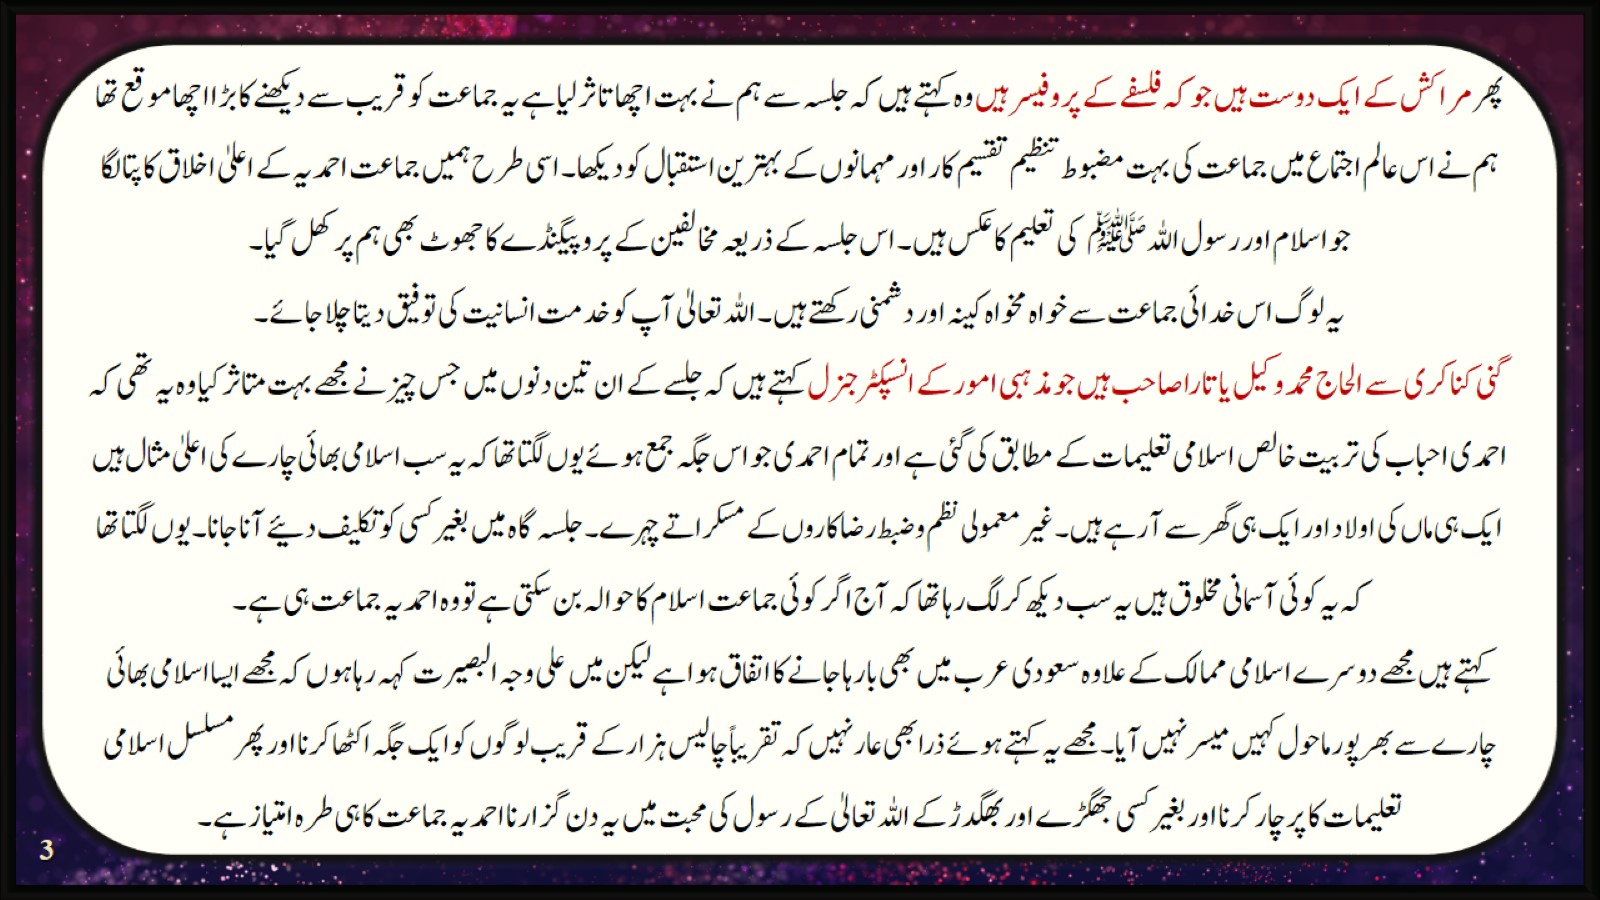 پھر مراکش کے ایک دوست ہیں جو کہ فلسفے کے پروفیسر ہیں وہ کہتے ہیں کہ جلسہ سے ہم نے بہت اچھا تاثر لیا ہے یہ جماعت کو قریب سے دیکھنے کا بڑا اچھا موقع تھا
ہم نے اس عالم اجتماع میں جماعت کی بہت مضبوط تنظیم تقسیم کار اور مہمانوں کے بہترین استقبال کو دیکھا۔ اسی طرح ہمیں جماعت احمدیہ کے اعلیٰ اخلاق کا پتا لگا
جو اسلام اور رسول اللہ ﷺ کی تعلیم کا عکس ہیں۔ اس جلسہ کے ذریعہ مخالفین کے پروپیگنڈے کا جھوٹ بھی ہم پر کھل گیا۔
یہ لوگ اس خدائی جماعت سے خواہ مخواہ کینہ اور دشمنی رکھتے ہیں۔ اللہ تعالیٰ آپ کو خدمت انسانیت کی توفیق دیتا چلا جائے۔
گنی کناکری سے الحاج محمد وکیل یاتارا صاحب ہیں جو مذہبی امور کے انسپکٹر جنرل کہتے ہیں کہ جلسے کے ان تین دنوں میں جس چیز نے مجھے بہت متاثر کیا وہ یہ تھی کہ
احمدی احباب کی تربیت خالص اسلامی تعلیمات کے مطابق کی گئی ہے اور تمام احمدی جو اس جگہ جمع ہوئے یوں لگتا تھا کہ یہ سب اسلامی بھائی چارے کی اعلیٰ مثال ہیں
ایک ہی ماں کی اولاد اور ایک ہی گھر سے آرہے ہیں۔ غیر معمولی نظم و ضبط رضاکاروں کے مسکراتے چہرے۔ جلسہ گاہ میں بغیر کسی کو تکلیف دیئے آنا جانا۔ یوں لگتا تھا
کہ یہ کوئی آسمانی مخلوق ہیں یہ سب دیکھ کر لگ رہا تھا کہ آج اگر کوئی جماعت اسلام کا حوالہ بن سکتی ہے تو وہ احمدیہ جماعت ہی ہے۔
کہتے ہیں مجھے دوسرے اسلامی ممالک کے علاوہ سعودی عرب میں بھی بارہا جانے کا اتفاق ہوا ہے لیکن میں علی وجہ البصیرت کہہ رہا ہوں کہ مجھے ایسا اسلامی بھائی
چارے سے بھرپور ماحول کہیں میسر نہیں آیا۔ مجھے یہ کہتے ہوئے ذرا بھی عار نہیں کہ تقریباً چالیس ہزار کے قریب لوگوں کو ایک جگہ اکٹھا کرنا اور پھر مسلسل اسلامی
تعلیمات کا پرچار کرنا اور بغیر کسی جھگڑے اور بھگدڑ کے اللہ تعالیٰ کے رسول کی محبت میں یہ دن گزارنا احمدیہ جماعت کا ہی طرہ امتیاز ہے۔
3